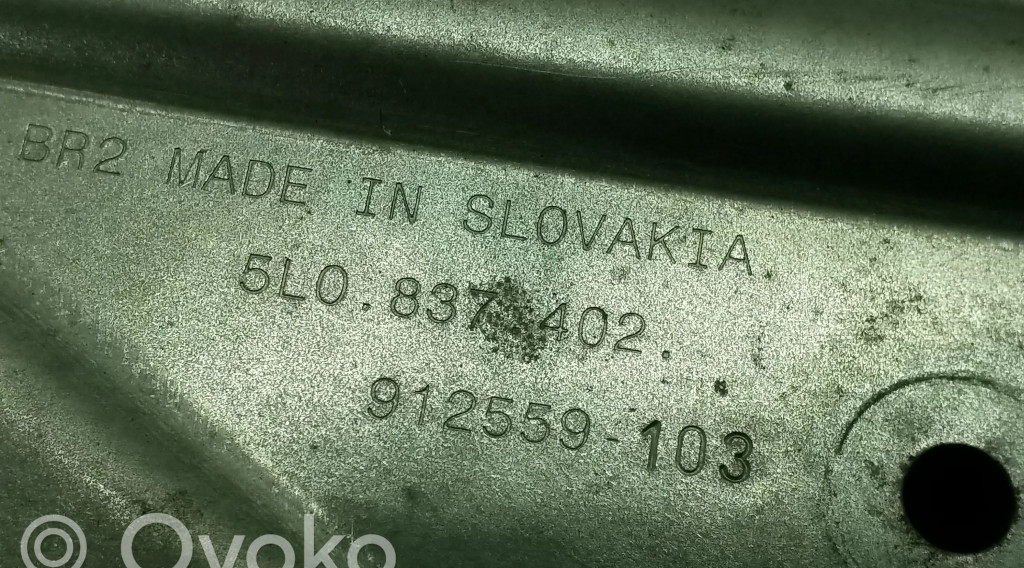 BR2 MADE IN SLOVAKIA.
5L0.837.402.
912559-103
© Ovoko